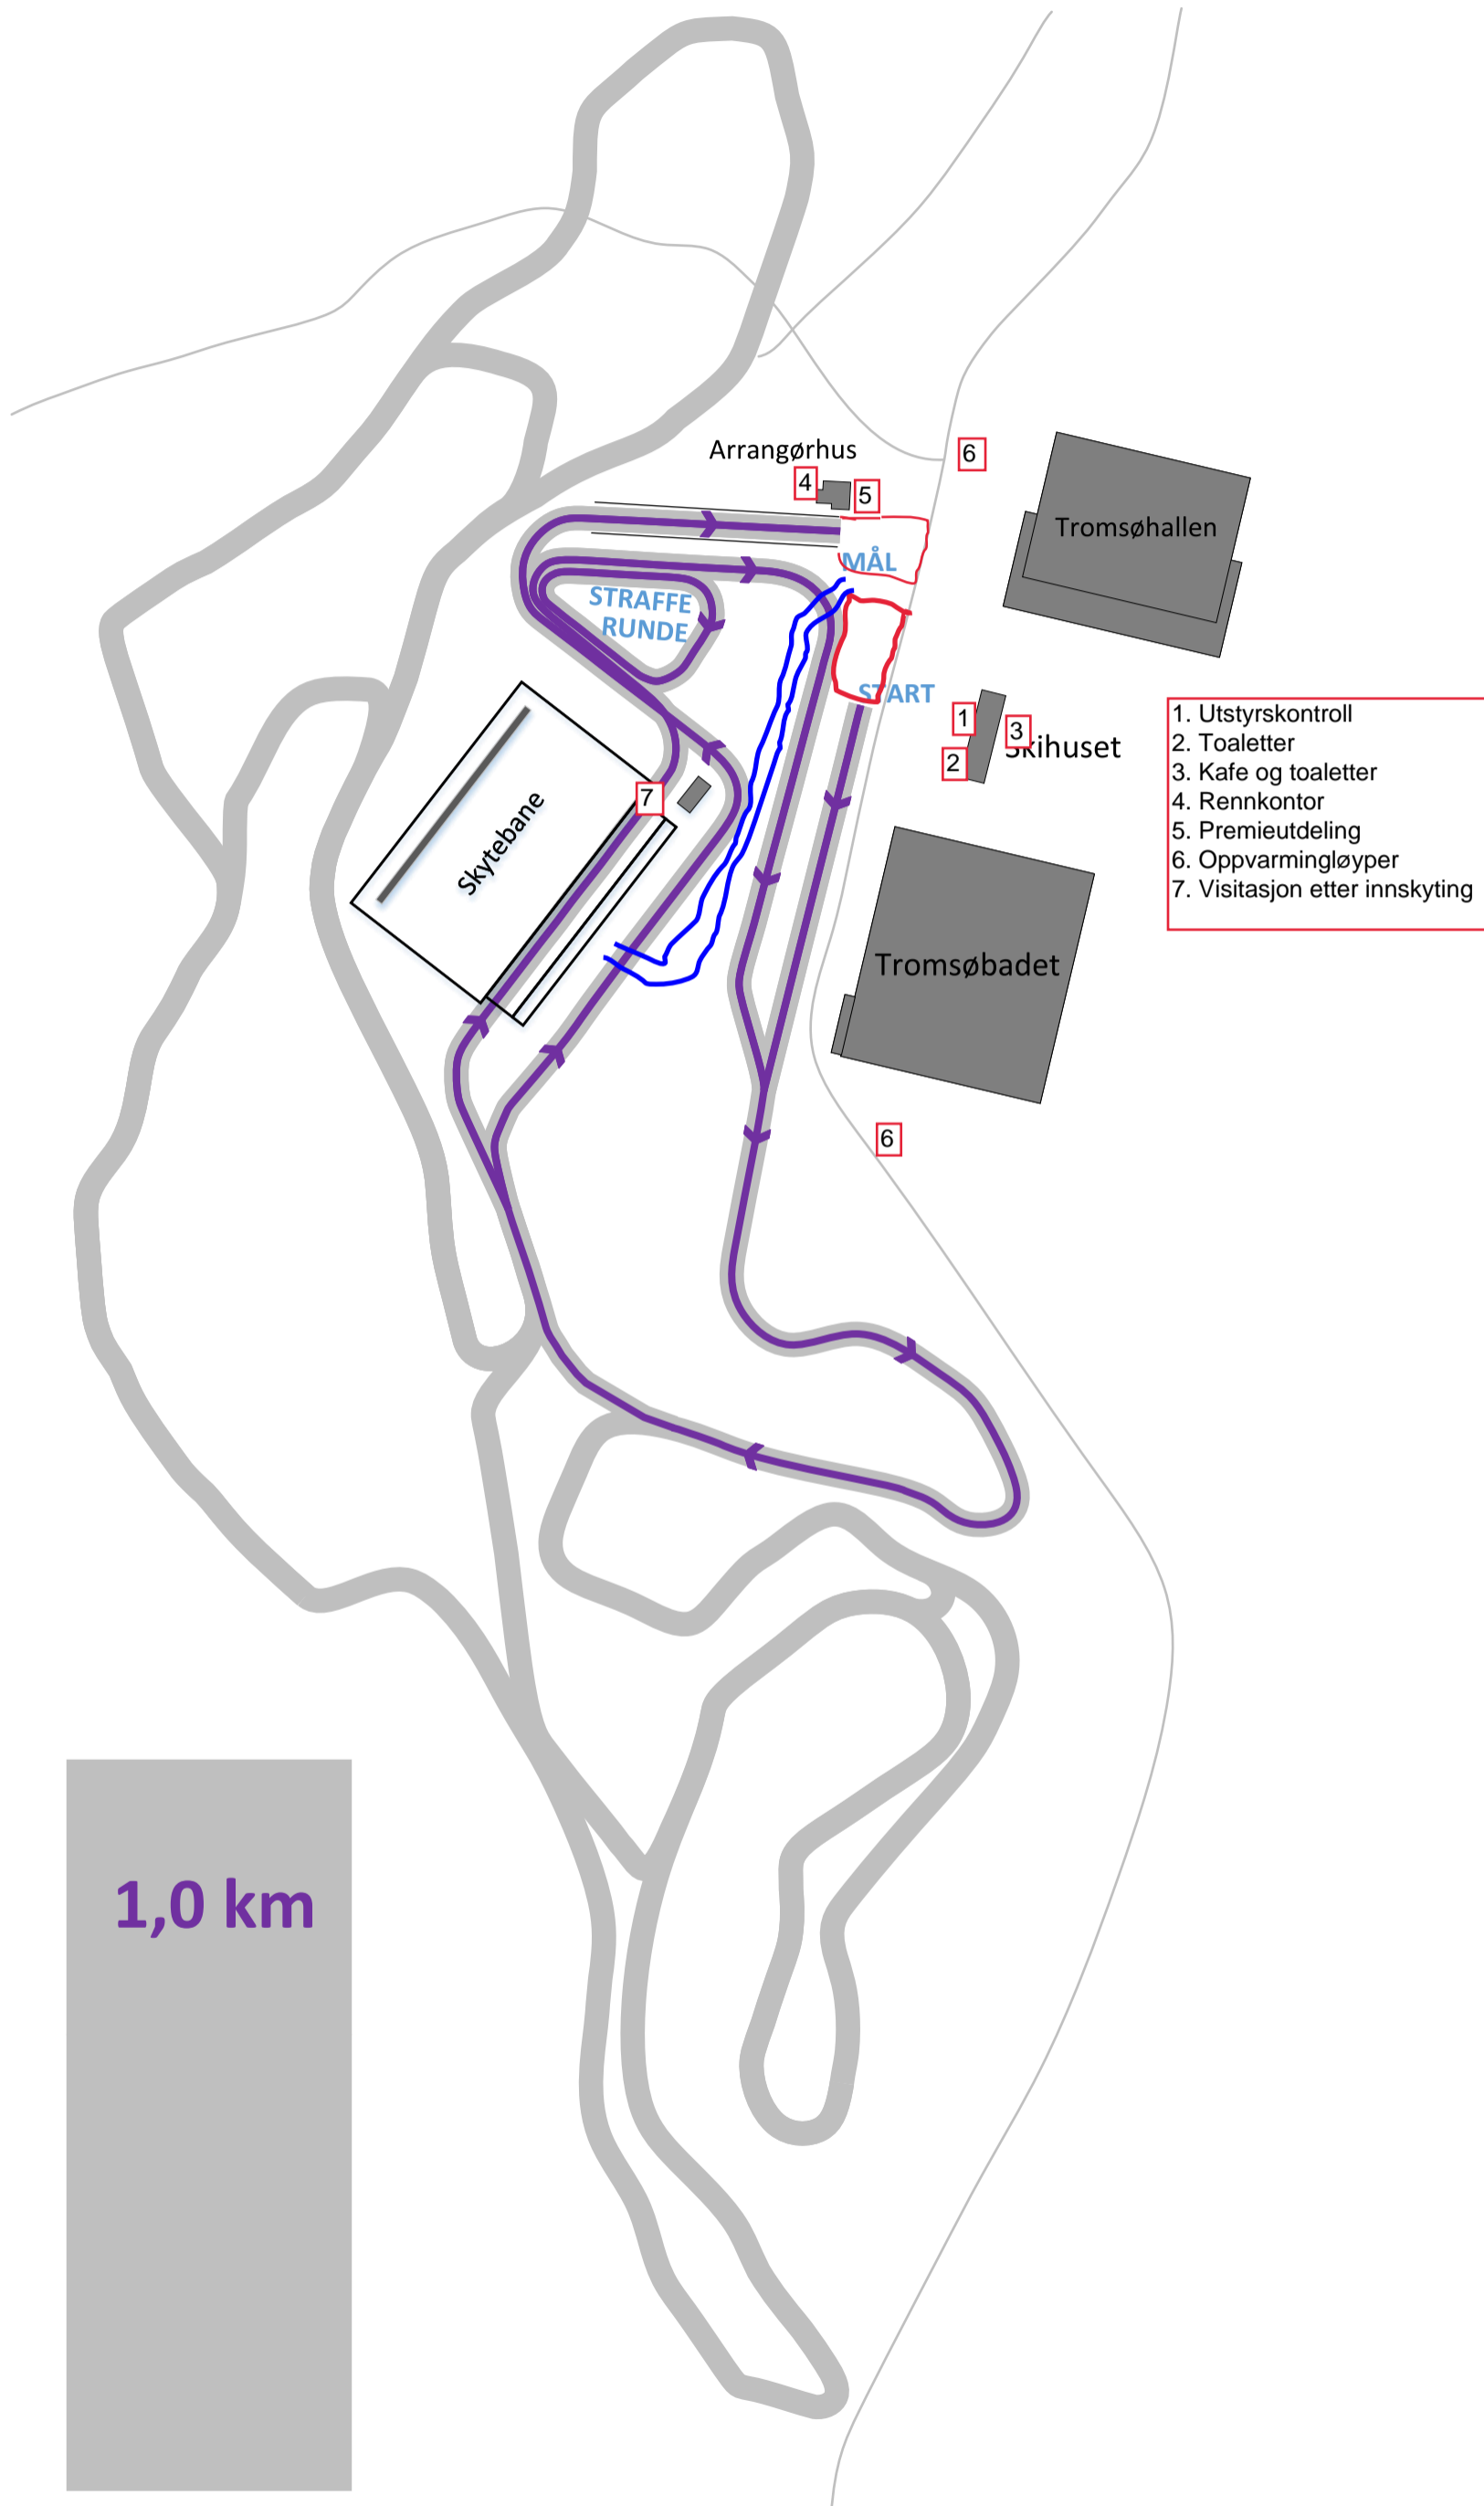 Arrangørhus
4
5
6
Tromsøhallen
MÅL
STRAFFE
RUNDE
START
1
3
2
Skihuset
1. Utstyrskontroll
2. Toaletter
3. Kafe og toaletter
4. Rennkontor
5. Premieutdeling
6. Oppvarmingløyper
7. Visitasjon etter innskyting
7
Skytebane
Tromsøbadet
6
1,0 km